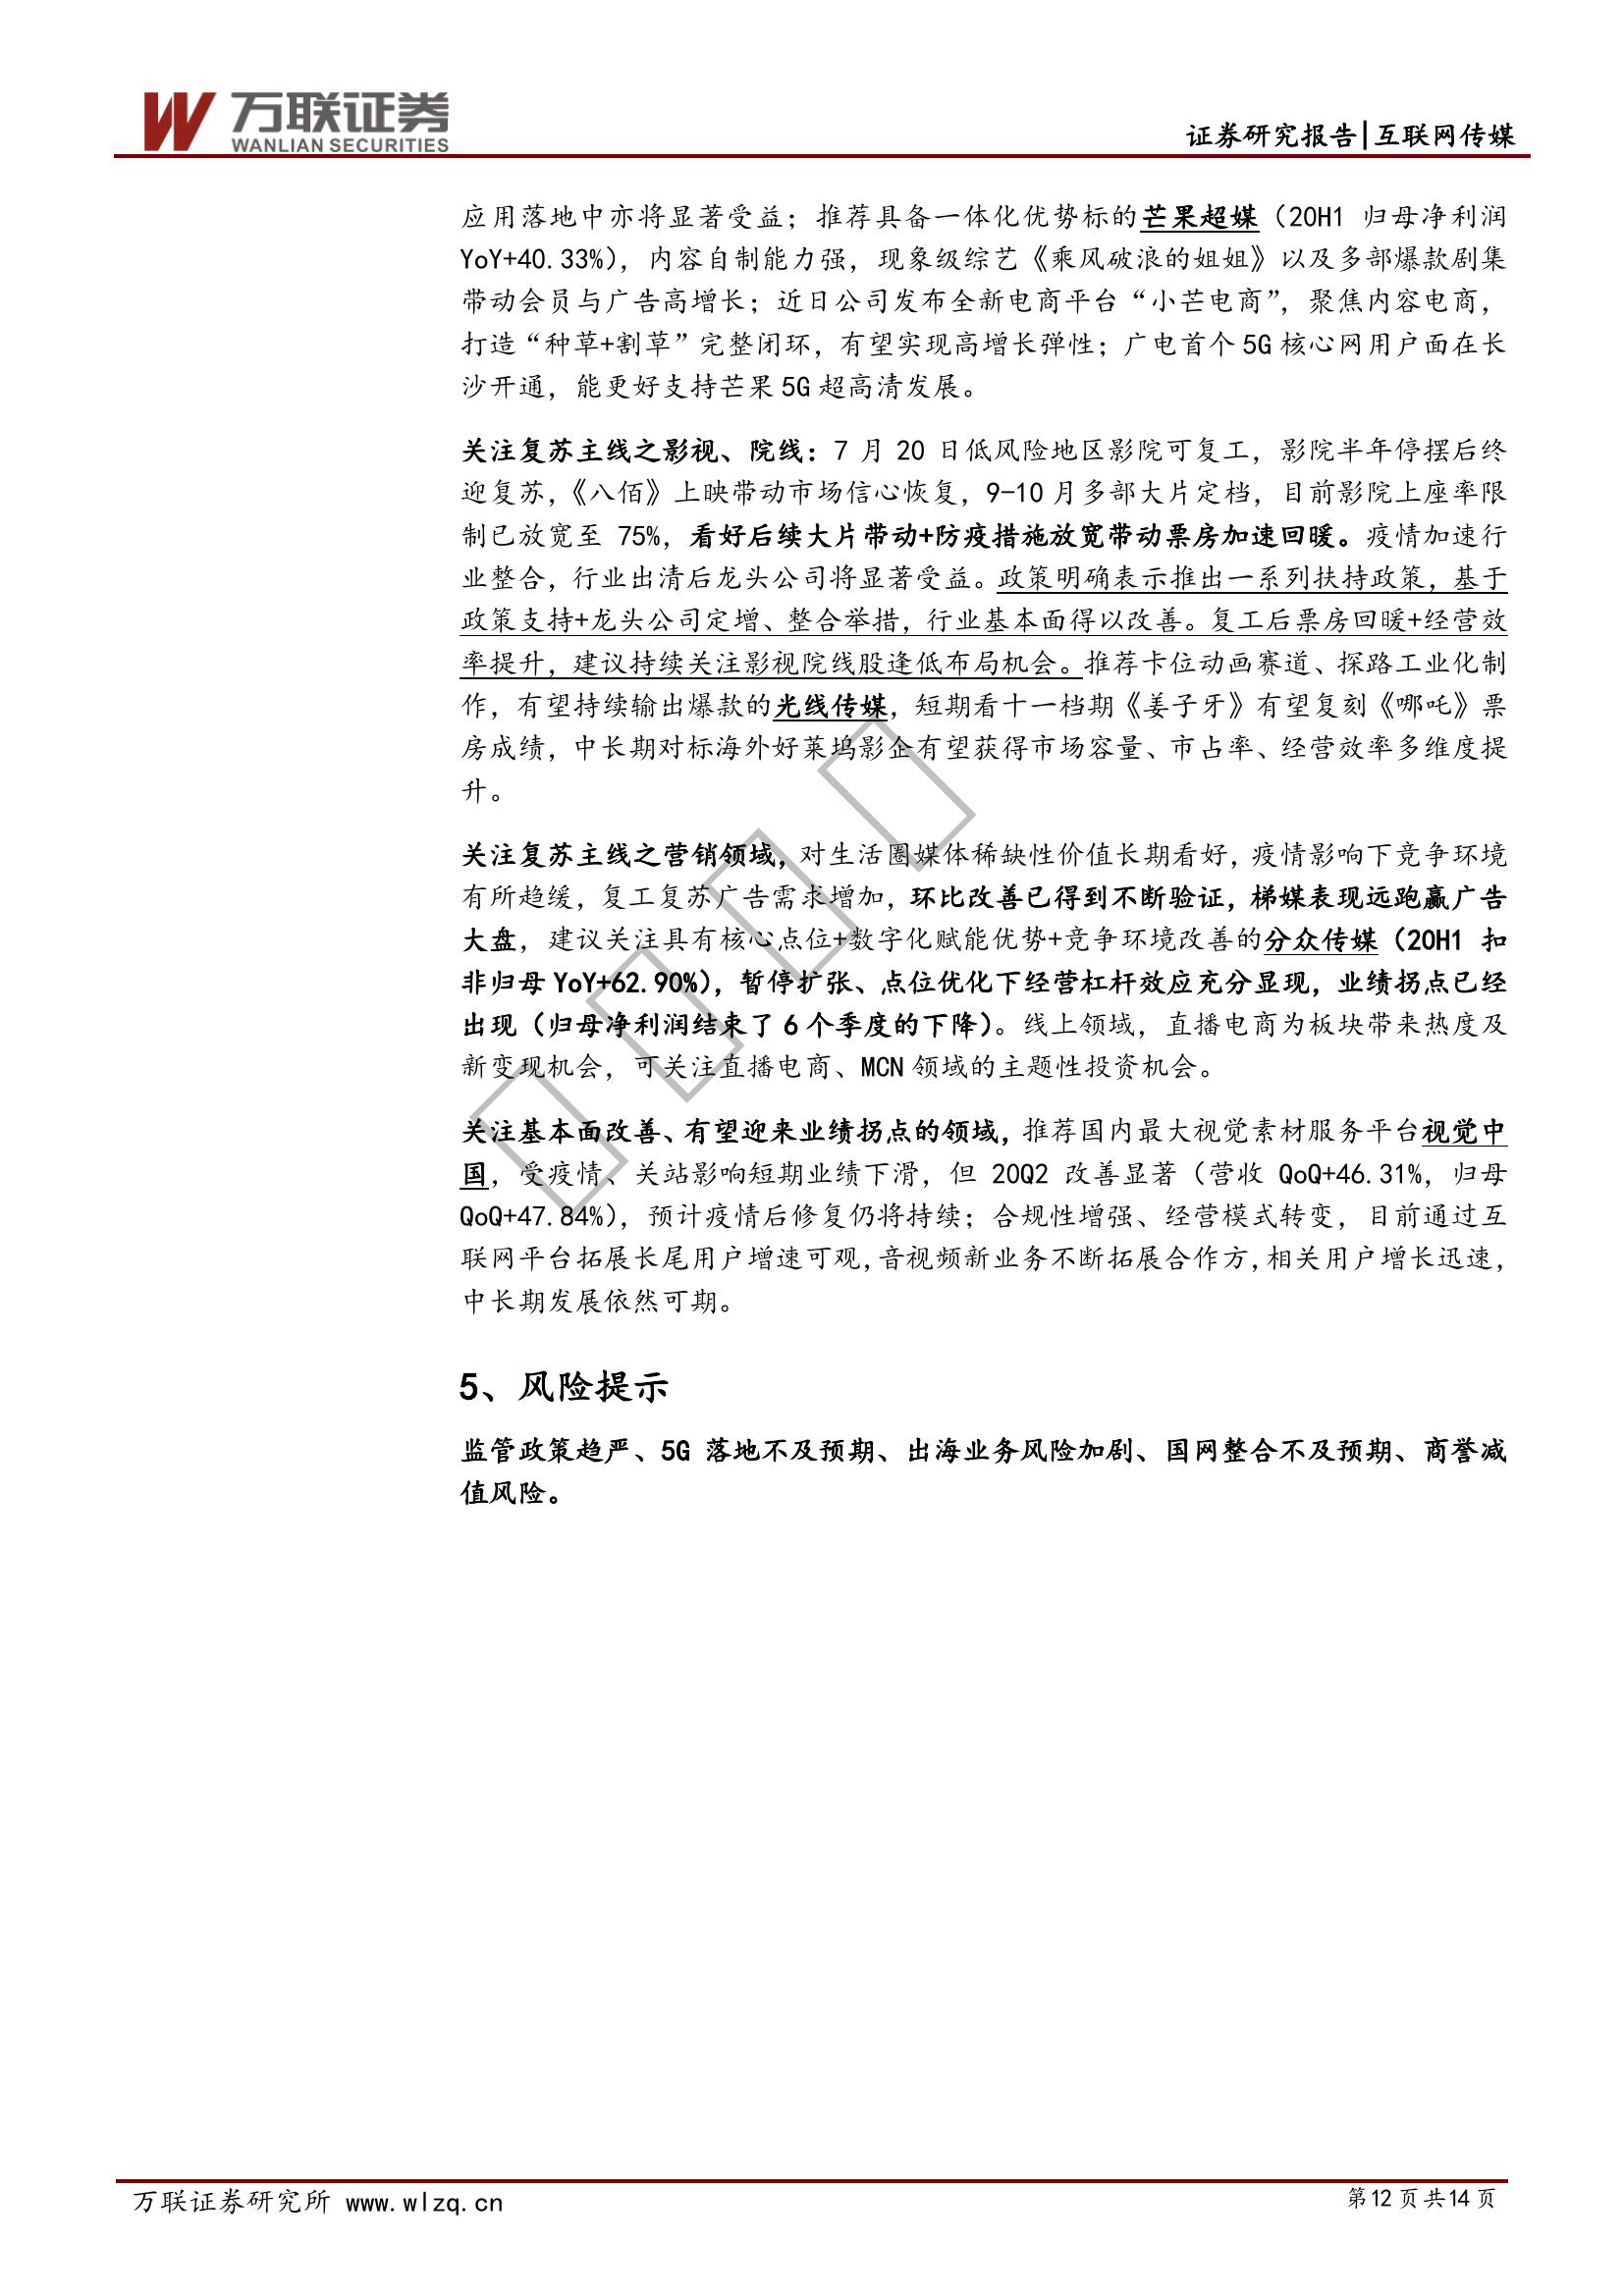 万联证券
WANLIAN SECURITIES
证券研究报告|互联网传媒
应用落地中亦将显著受益；推荐具备一体化优势标的芒果超媒（20H1 归母净利润
YoY+40.33%），内容自制能力强，现象级综艺《乘风破浪的姐姐》以及多部爆款剧集
带动会员与广告高增长；近日公司发布全新电商平台“小芒电商”，聚焦内容电商，
打造“种草+割草”完整闭环，有望实现高增长弹性；广电首个5G核心网用户面在长
沙开通，能更好支持芒果5G超高清发展。
关注复苏主线之影视、院线：7 月 20 日低风险地区影院可复工，影院半年停摆后终
迎复苏，《八佰》上映带动市场信心恢复，9-10月多部大片定档，目前影院上座率限
制已放宽至 75%，看好后续大片带动+防疫措施放宽带动票房加速回暖。疫情加速行
业整合，行业出清后龙头公司将显著受益。政策明确表示推出一系列扶持政策，基于
政策支持+龙头公司定增、整合举措，行业基本面得以改善。复工后票房回暖+经营效
率提升，建议持续关注影视院线股逢低布局机会。推荐卡位动画赛道、探路工业化制
作，有望持续输出爆款的光线传媒，短期看十一档期《姜子牙》有望复刻《哪吒》票
房成绩，中长期对标海外好莱坞影企有望获得市场容量、市占率、经营效率多维度提
升。
关注复苏主线之营销领域，对生活圈媒体稀缺性价值长期看好，疫情影响下竞争环境
有所趋缓，复工复苏广告需求增加，环比改善已得到不断验证，梯媒表现远跑赢广告
大盘，建议关注具有核心点位+数字化赋能优势+竞争环境改善的分众传媒（20H1 扣
非归母YoY+62.90%），暂停扩张、点位优化下经营杠杆效应充分显现，业绩拐点已经
出现（归母净利润结束了6个季度的下降）。线上领域，直播电商为板块带来热度及
新变现机会，可关注直播电商、MCN领域的主题性投资机会。
关注基本面改善、有望迎来业绩拐点的领域，推荐国内最大视觉素材服务平台视觉中
国，受疫情、关站影响短期业绩下滑，但 20Q2 改善显著（营收 QoQ+46.31%，归母
QoQ+47.84%），预计疫情后修复仍将持续；合规性增强、经营模式转变，目前通过互
联网平台拓展长尾用户增速可观，音视频新业务不断拓展合作方，相关用户增长迅速，
中长期发展依然可期。
5、风险提示
监管政策趋严、5G 落地不及预期、出海业务风险加剧、国网整合不及预期、商誉减
值风险。
万联证券研究所 www.wlzq.cn
第12页共14页